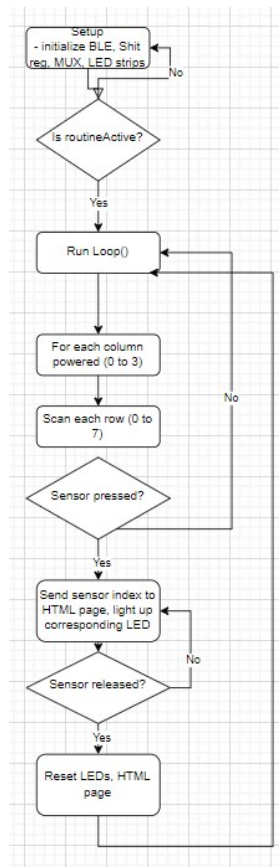 Setup
- initialize BLE, Shit
reg, MUX, LED strips
No
Is routineActive?
Yes
Run Loop()
For each column
powered (0 to 3)
No
Scan each row (0 to
7)
Sensor pressed?
Yes
Send sensor index to
HTML page, light up
corresponding LED
No
Sensor released?
Yes
Reset LEDs, HTML
page